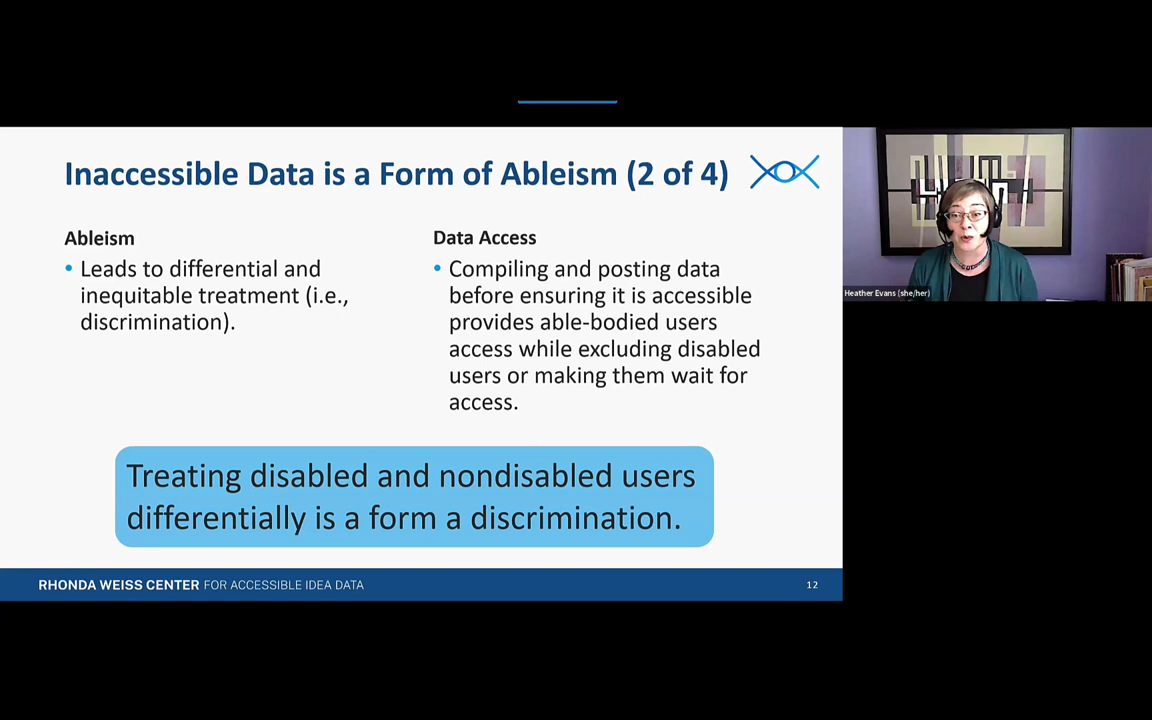 Inaccessible Data is a Form of Ableism (2 of 4)
Ableism
• Leads to differential and
inequitable treatment (i.e.,
discrimination).
Data Access
• Compiling and posting data
before ensuring it is accessible
provides able-bodied users
access while excluding disabled
users or making them wait for
access.
Treating disabled and nondisabled users
differentially is a form a discrimination.
RHONDA WEISS CENTER FOR ACCESSIBLE IDEA DATA
12
Heather Evans (she/her)